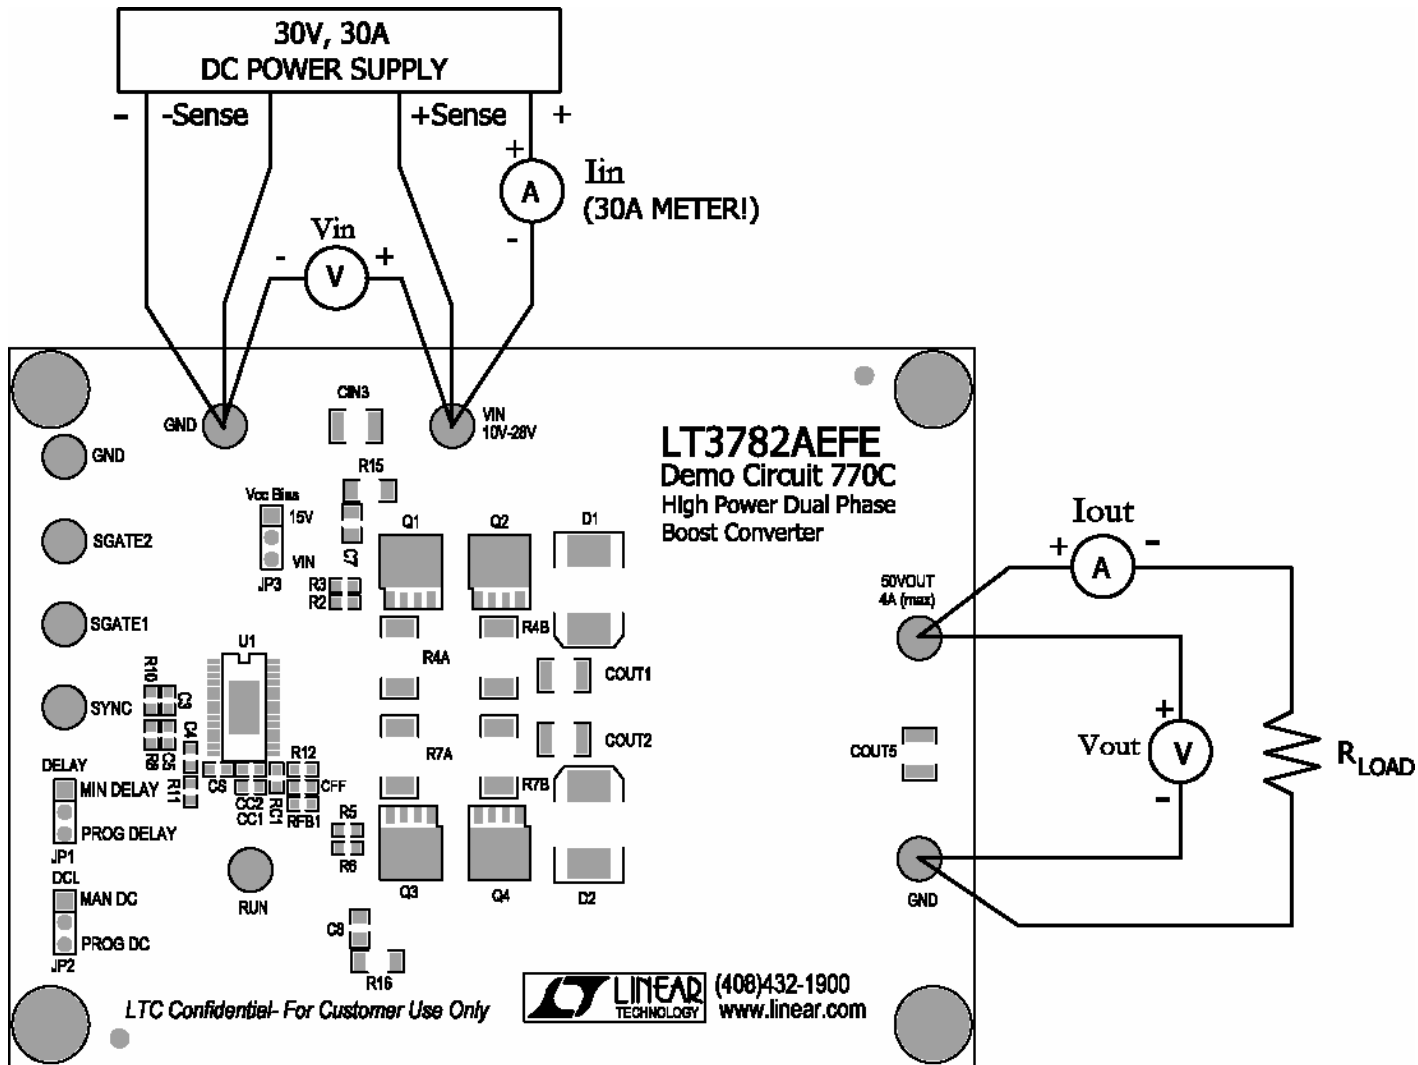 30V, 30A
DC POWER SUPPLY
- -Sense +Sense +
+
A
-
Iin
(30A METER!)
Vin
- V +
GND
CIN3
VIN
10V-28V
GND
LT3782AEFE
Demo Circuit 770C
High Power Dual Phase
Boost Converter
R15
Vcc Bias
15V
VIN
JP3
C7
Q1
Q2
D1
SGATE2
R3
R2
SGATE1
U1
R4A
R4B
COUT1
R10
C3
SYNC
R9
C5
C4
R11
R7A
R7B
COUT2
DELAY
MIN DELAY
PROG DELAY
JP1
C6
CC2
CC1
RC1
R12
CFF
RFB1
R5
R6
DCL
MAN DC
PROG DC
JP2
RUN
Q3
Q4
D2
C8
R16
50VOUT
4A (max)
COUT5
GND
Iout
+ A -
Vout
+
V
-
RLOAD
LTC Confidential- For Customer Use Only
LINEAR
TECHNOLOGY
(408)432-1900
www.linear.com